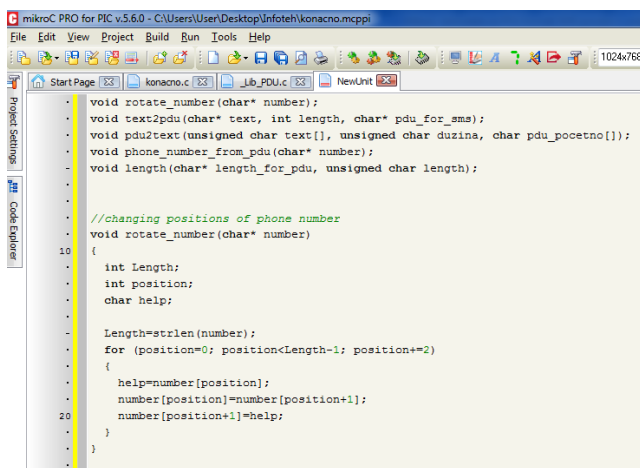 mikroC PRO for PIC v.5.6.0 - C:\Users\User\Desktop\Infoteh\konacno.mcppi
File Edit View Project Build Run Tools Help
1024x768
Start Page konacno.c _Lib_PDU.c NewUnit
Project Settings
Code Explorer
void rotate_number(char* number);
void text2pdu(char* text, int length, char* pdu_for_sms);
void pdu2text(unsigned char text[], unsigned char duzina, char pdu_pocetno[]);
void phone_number_from_pdu(char* number);
void length(char* length_for_pdu, unsigned char length);
//changing positions of phone number
void rotate_number(char* number)
10 {
int Length;
int position;
char help;
Length=strlen(number);
for (position=0; position<Length-1; position+=2)
{
help=number[position];
number[position]=number[position+1];
20 number[position+1]=help;
}
}